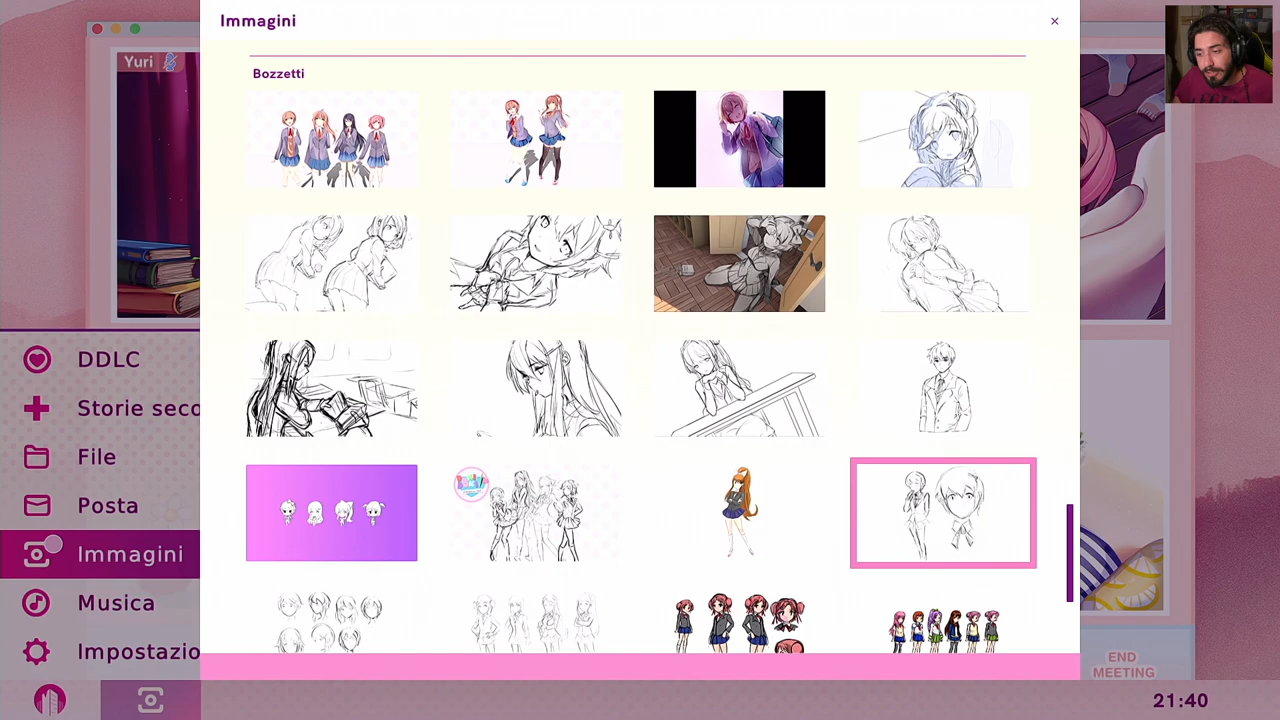 Immagini
Yuri
Bozzetti
DDLC
Storie seco
File
Posta
Immagini
Musica
Impostazio
END
MEETING
21:40